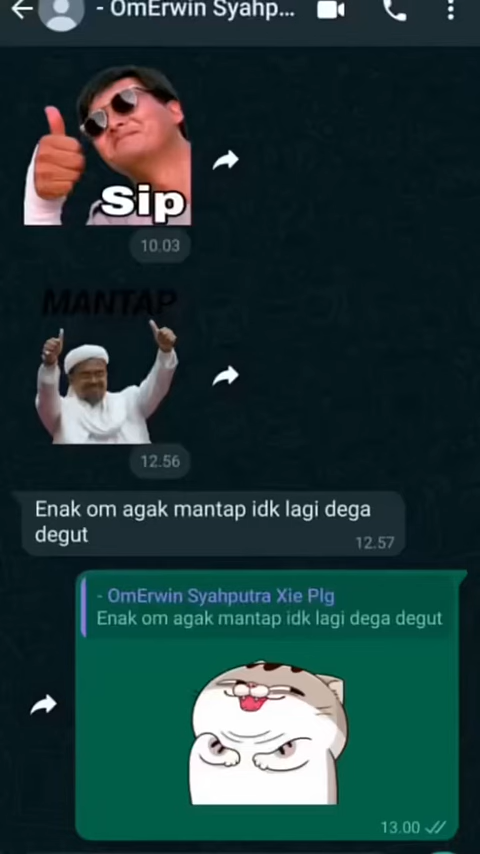 - OmErwin Syahp...
Sip
10.03
MANTAP
12.56
Enak om agak mantap idk lagi dega
degut
12.57
- OmErwin Syahputra Xie Plg
Enak om agak mantap idk lagi dega degut
13.00